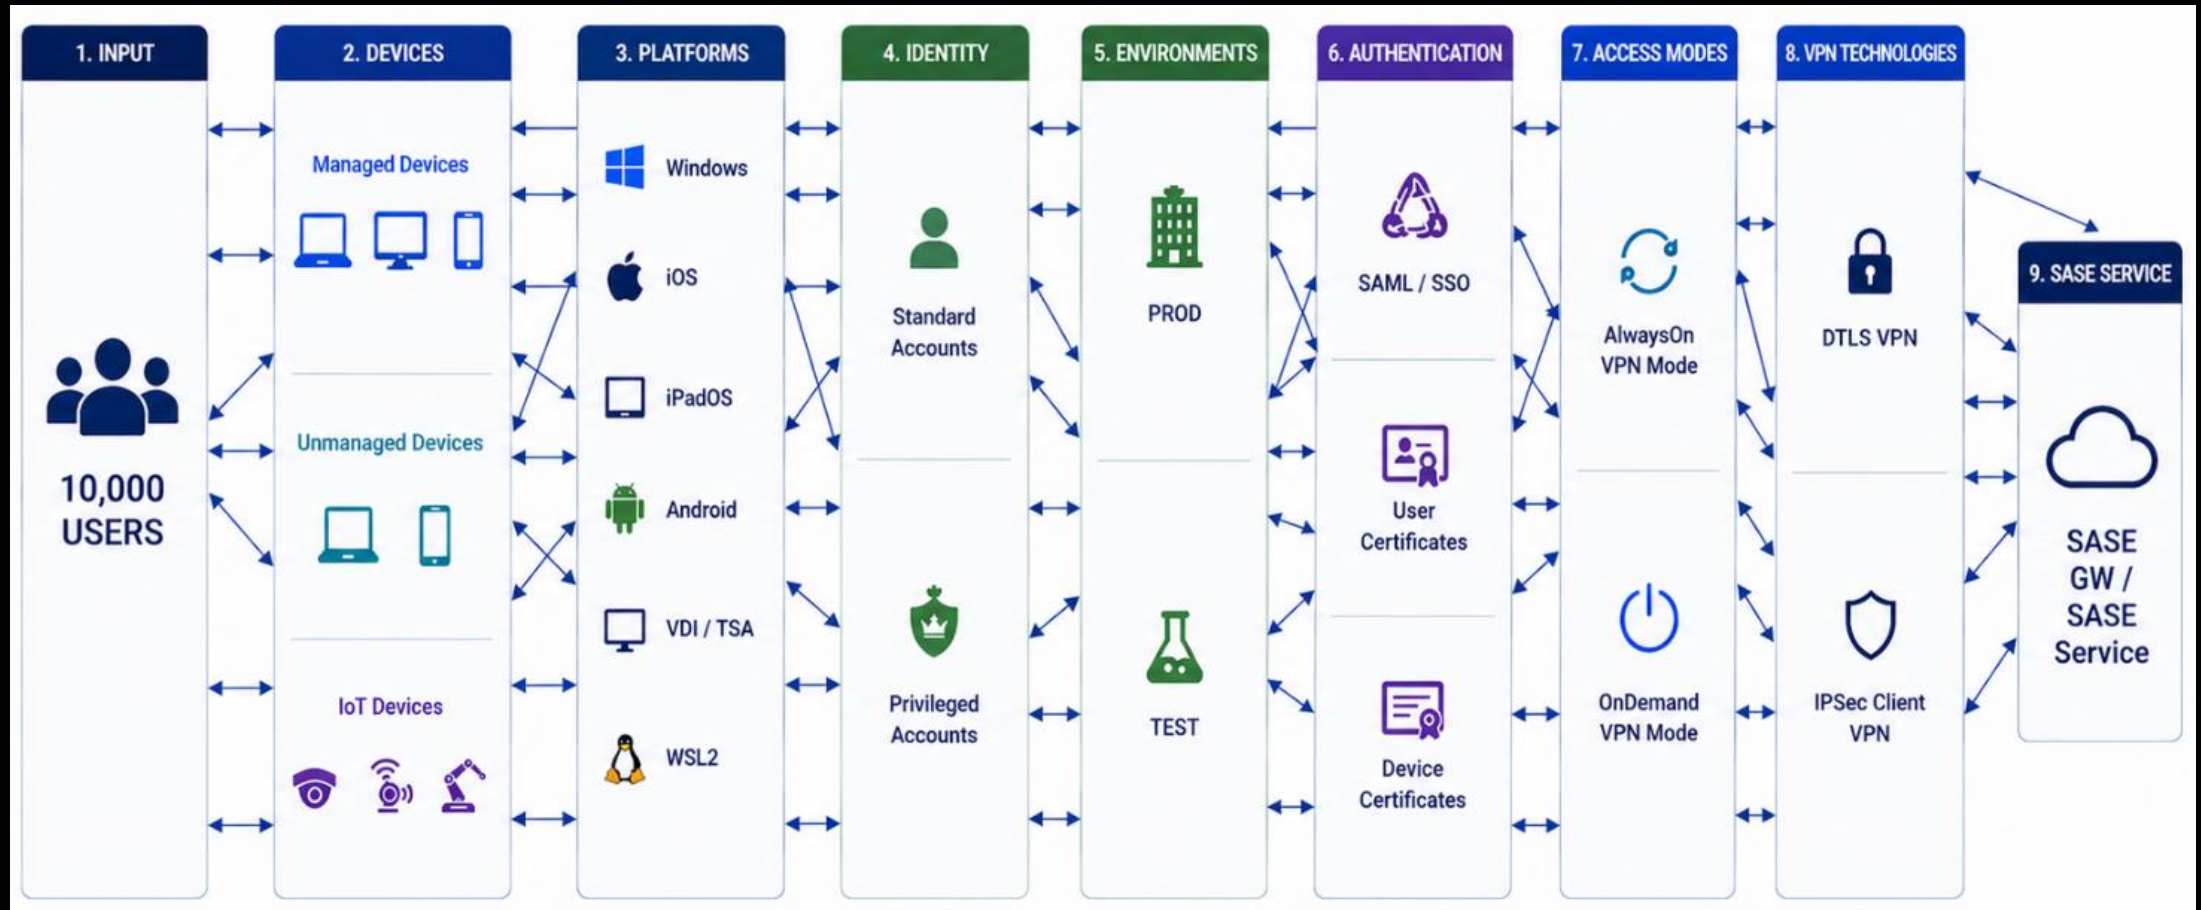 1. INPUT
10,000
USERS
2. DEVICES
Managed Devices
Unmanaged Devices
IoT Devices
3. PLATFORMS
Windows
iOS
iPadOS
Android
VDI / TSA
WSL2
4. IDENTITY
Standard
Accounts
Privileged
Accounts
5. ENVIRONMENTS
PROD
TEST
6. AUTHENTICATION
SAML / SSO
User
Certificates
Device
Certificates
7. ACCESS MODES
AlwaysOn
VPN Mode
OnDemand
VPN Mode
8. VPN TECHNOLOGIES
DTLS VPN
IPSec Client
VPN
9. SASE SERVICE
SASE
GW /
SASE
Service